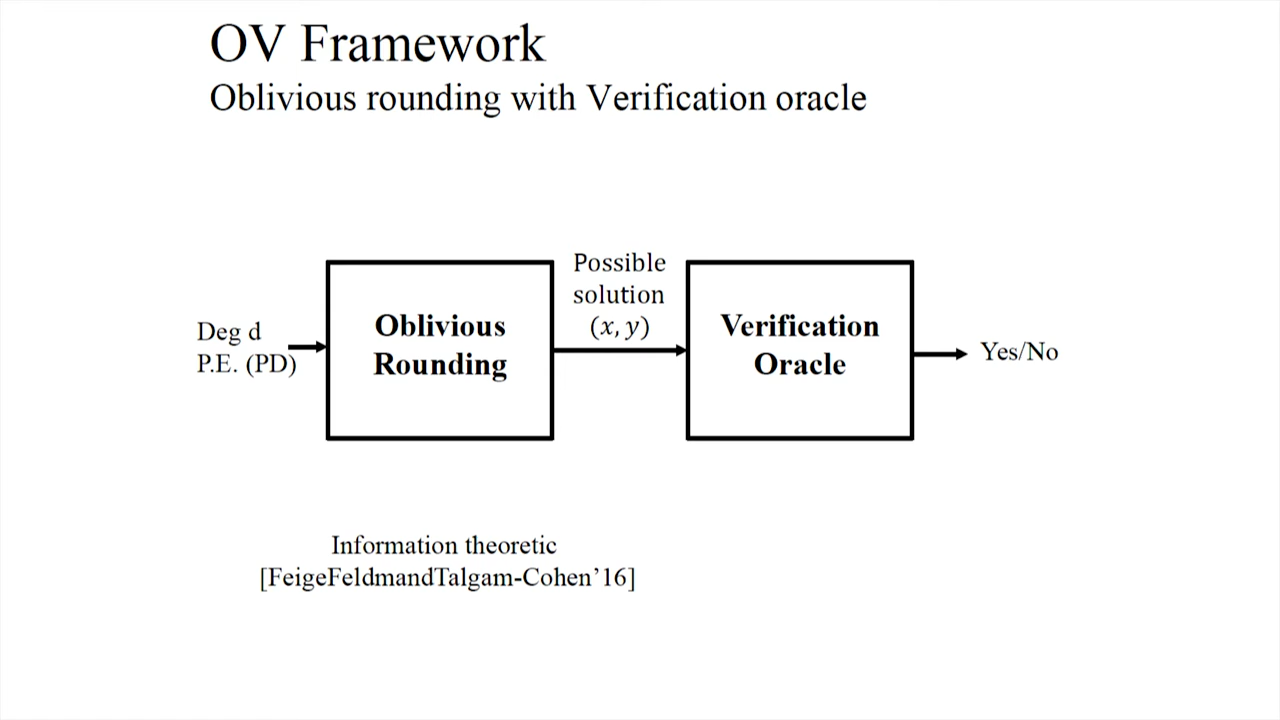 OV Framework
Oblivious rounding with Verification oracle
Possible
solution
(x, y)
Deg d
P.E. (PD)
Oblivious
Rounding
Verification
Oracle
Yes/No
Information theoretic
[FeigeFeldmandTalgam-Cohen’16]